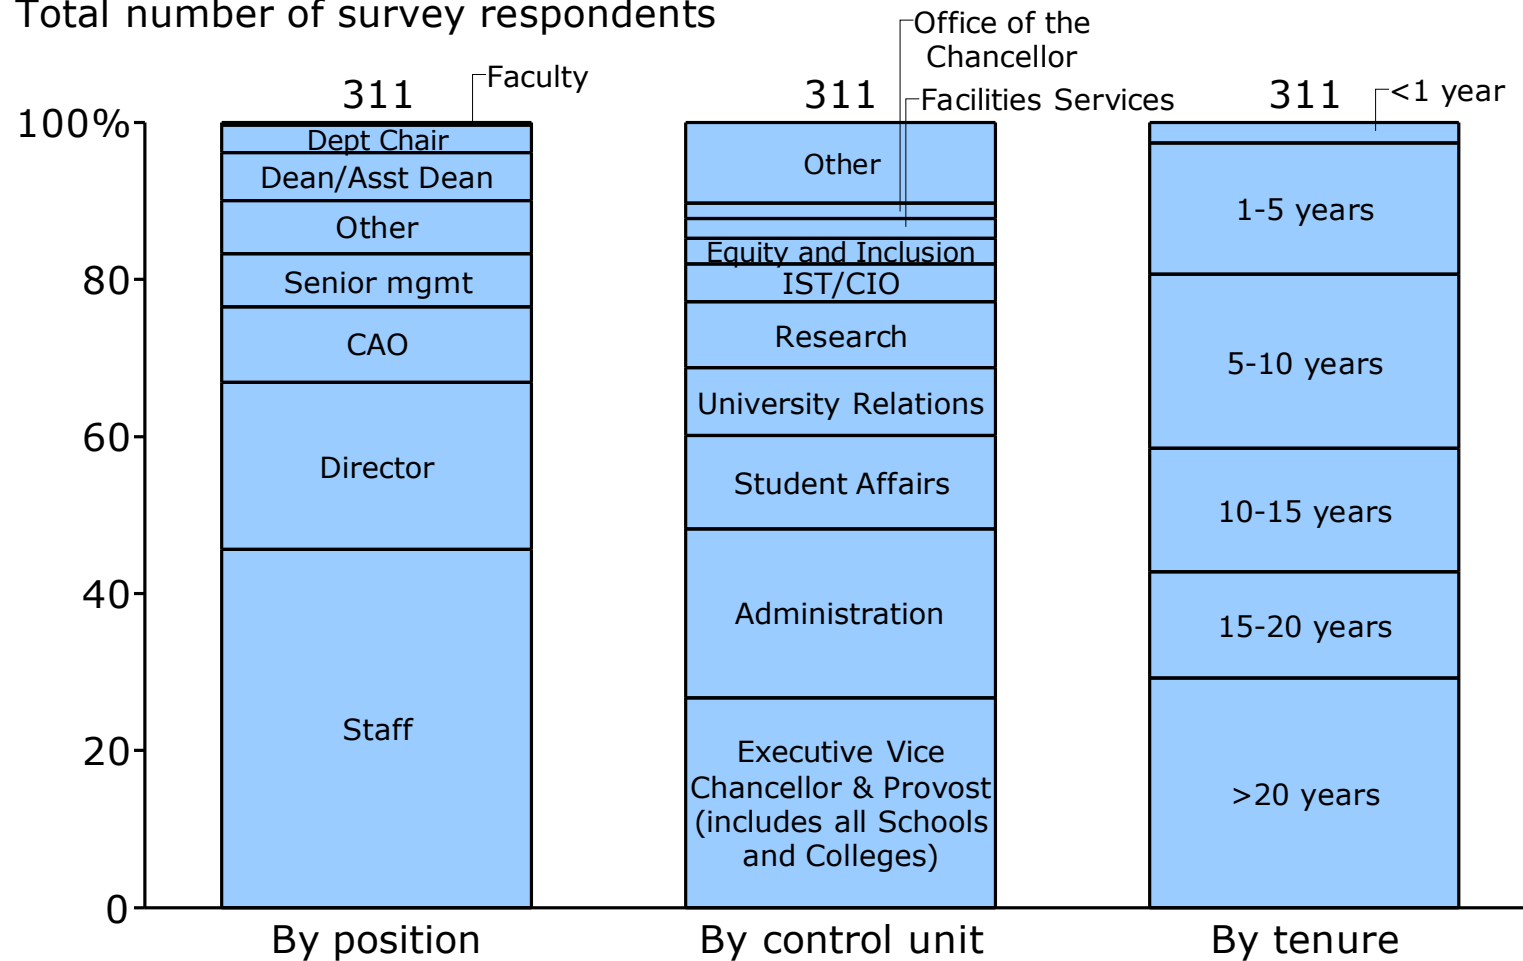 Total number of survey respondents
Office of the
Chancellor
Faculty
Facilities Services
<1 year
311
311
311
100%
80
60
40
20
0
Dept Chair
Dean/Asst Dean
Other
Senior mgmt
CAO
Director
Staff
Other
Equity and Inclusion
IST/CIO
Research
University Relations
Student Affairs
Administration
Executive Vice
Chancellor & Provost
(includes all Schools
and Colleges)
1-5 years
5-10 years
10-15 years
15-20 years
>20 years
By position
By control unit
By tenure